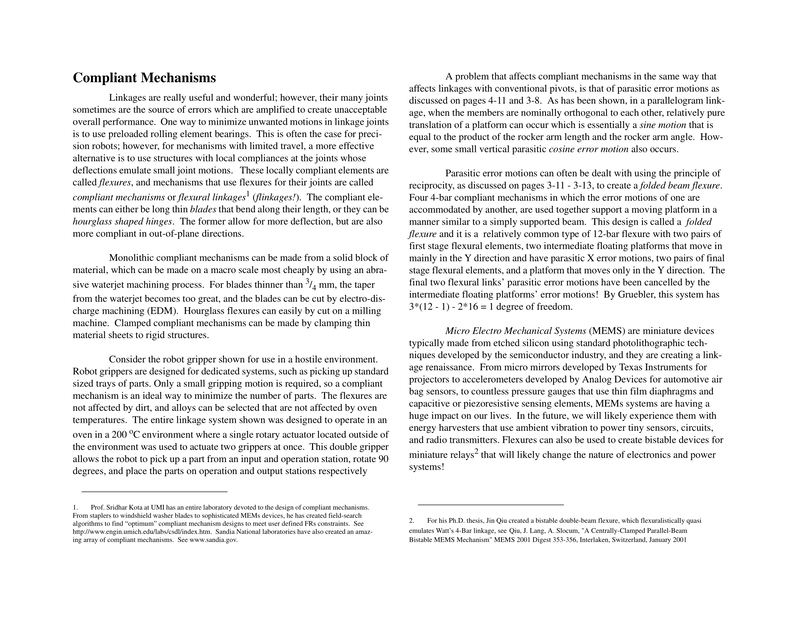 Compliant Mechanisms
Linkages are really useful and wonderful; however, their many joints
sometimes are the source of errors which are amplified to create unacceptable
overall performance. One way to minimize unwanted motions in linkage joints
is to use preloaded rolling element bearings. This is often the case for preci-
sion robots; however, for mechanisms with limited travel, a more effective
alternative is to use structures with local compliances at the joints whose
deflections emulate small joint motions. These locally compliant elements are
called flexures, and mechanisms that use flexures for their joints are called
compliant mechanisms or flexural linkages1 (flinkages!). The compliant ele-
ments can either be long thin blades that bend along their length, or they can be
hourglass shaped hinges. The former allow for more deflection, but are also
more compliant in out-of-plane directions.
Monolithic compliant mechanisms can be made from a solid block of
material, which can be made on a macro scale most cheaply by using an abra-
sive waterjet machining process. For blades thinner than 3/4 mm, the taper
from the waterjet becomes too great, and the blades can be cut by electro-dis-
charge machining (EDM). Hourglass flexures can easily by cut on a milling
machine. Clamped compliant mechanisms can be made by clamping thin
material sheets to rigid structures.
Consider the robot gripper shown for use in a hostile environment.
Robot grippers are designed for dedicated systems, such as picking up standard
sized trays of parts. Only a small gripping motion is required, so a compliant
mechanism is an ideal way to minimize the number of parts. The flexures are
not affected by dirt, and alloys can be selected that are not affected by oven
temperatures. The entire linkage system shown was designed to operate in an
oven in a 200 oC environment where a single rotary actuator located outside of
the environment was used to actuate two grippers at once. This double gripper
allows the robot to pick up a part from an input and operation station, rotate 90
degrees, and place the parts on operation and output stations respectively
1. Prof. Sridhar Kota at UMI has an entire laboratory devoted to the design of compliant mechanisms.
From staplers to windshield washer blades to sophisticated MEMs devices, he has created field-search
algorithms to find “optimum” compliant mechanism designs to meet user defined FRs constraints. See
http://www.engin.umich.edu/labs/csdl/index.htm. Sandia National laboratories have also created an amaz-
ing array of compliant mechanisms. See www.sandia.gov.
A problem that affects compliant mechanisms in the same way that
affects linkages with conventional pivots, is that of parasitic error motions as
discussed on pages 4-11 and 3-8. As has been shown, in a parallelogram link-
age, when the members are nominally orthogonal to each other, relatively pure
translation of a platform can occur which is essentially a sine motion that is
equal to the product of the rocker arm length and the rocker arm angle. How-
ever, some small vertical parasitic cosine error motion also occurs.
Parasitic error motions can often be dealt with using the principle of
reciprocity, as discussed on pages 3-11 - 3-13, to create a folded beam flexure.
Four 4-bar compliant mechanisms in which the error motions of one are
accommodated by another, are used together support a moving platform in a
manner similar to a simply supported beam. This design is called a folded
flexure and it is a relatively common type of 12-bar flexure with two pairs of
first stage flexural elements, two intermediate floating platforms that move in
mainly in the Y direction and have parasitic X error motions, two pairs of final
stage flexural elements, and a platform that moves only in the Y direction. The
final two flexural links’ parasitic error motions have been cancelled by the
intermediate floating platforms’ error motions! By Gruebler, this system has
3*(12 - 1) - 2*16 = 1 degree of freedom.
Micro Electro Mechanical Systems (MEMS) are miniature devices
typically made from etched silicon using standard photolithographic tech-
niques developed by the semiconductor industry, and they are creating a link-
age renaissance. From micro mirrors developed by Texas Instruments for
projectors to accelerometers developed by Analog Devices for automotive air
bag sensors, to countless pressure gauges that use thin film diaphragms and
capacitive or piezoresistive sensing elements, MEMs systems are having a
huge impact on our lives. In the future, we will likely experience them with
energy harvesters that use ambient vibration to power tiny sensors, circuits,
and radio transmitters. Flexures can also be used to create bistable devices for
miniature relays2 that will likely change the nature of electronics and power
systems!
2. For his Ph.D. thesis, Jin Qiu created a bistable double-beam flexure, which flexuralistically quasi
emulates Watt’s 4-Bar linkage, see Qiu, J. Lang, A. Slocum, "A Centrally-Clamped Parallel-Beam
Bistable MEMS Mechanism" MEMS 2001 Digest 353-356, Interlaken, Switzerland, January 2001